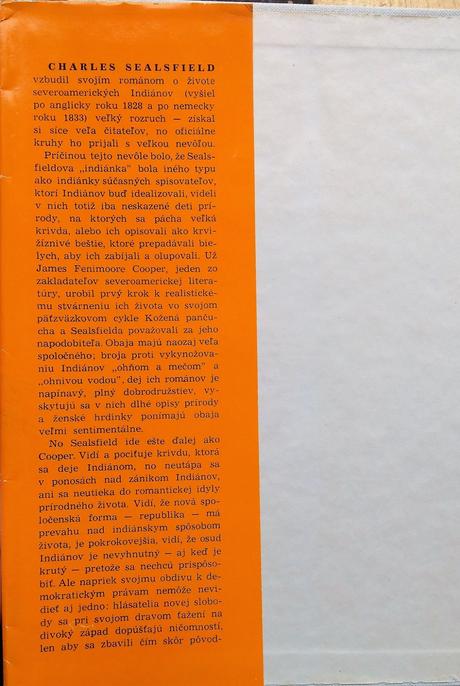 CHARLES SEALSFIELD
vzbudil svojím románom o živote
severoamerických Indiánov (vyšiel
po anglicky roku 1828 a po nemecky
roku 1833) veľký rozruch — získal
si síce veľa čitateľov, no oficiálne
kruhy ho prijali s veľkou nevôľou.
Príčinou tejto nevôle bolo, že Seals-
fieldova „indiánka" bola iného typu
ako indiánky súčasných spisovateľov,
ktorí Indiánov buď idealizovali, videli
v nich totiž iba neskazené deti prí-
rody, na ktorých sa pácha veľká
krivda, alebo ich opisovali ako krvi-
žíznivé beštie, ktoré prepadávali bie-
lych, aby ich zabíjali a olupovali. Už
James Fenimoore Cooper, jeden zo
zakladateľov severoamerickej litera-
túry, urobil prvý krok k realistické-
mu stvárneniu ich života vo svojom
päťzväzkovom cykle Kožená panču-
cha a Sealsfielda považovali za jeho
napodobiteľa. Obaja majú naozaj veľa
spoločného; broja proti vykynožova-
niu Indiánov „ohňom a mečom" a
„ohnivou vodou", dej ich románov je
napínavý, plný dobrodružstiev, vy-
skytujú sa v nich dlhé opisy prírody
a ženské hrdinky ponímajú obaja
veľmi sentimentálne.
No Sealsfield ide ešte ďalej ako
Cooper. Vidí a pociťuje krivdu, ktorá
sa deje Indiánom, no neutápa sa
v ponosách nad zánikom Indiánov,
ani sa neutieka do romantickej idyly
prírodného života. Vidí, že nová spo-
ločenská forma — republika — má
prevahu nad indiánskym spôsobom
života, je pokrokovejšia, vidí, že osud
Indiánov je nevyhnutný — aj keď je
krutý — pretože sa nechcú prispôso-
biť. Ale napriek svojmu obdivu k de-
mokratickým právam nemôže nevi-
dieť aj jedno: hlásatelia novej slobo-
dy sa pri svojom dravom ťažení na
divoký západ dopúšťajú ničomností,
len aby sa zbavili čím skôr pôvod-